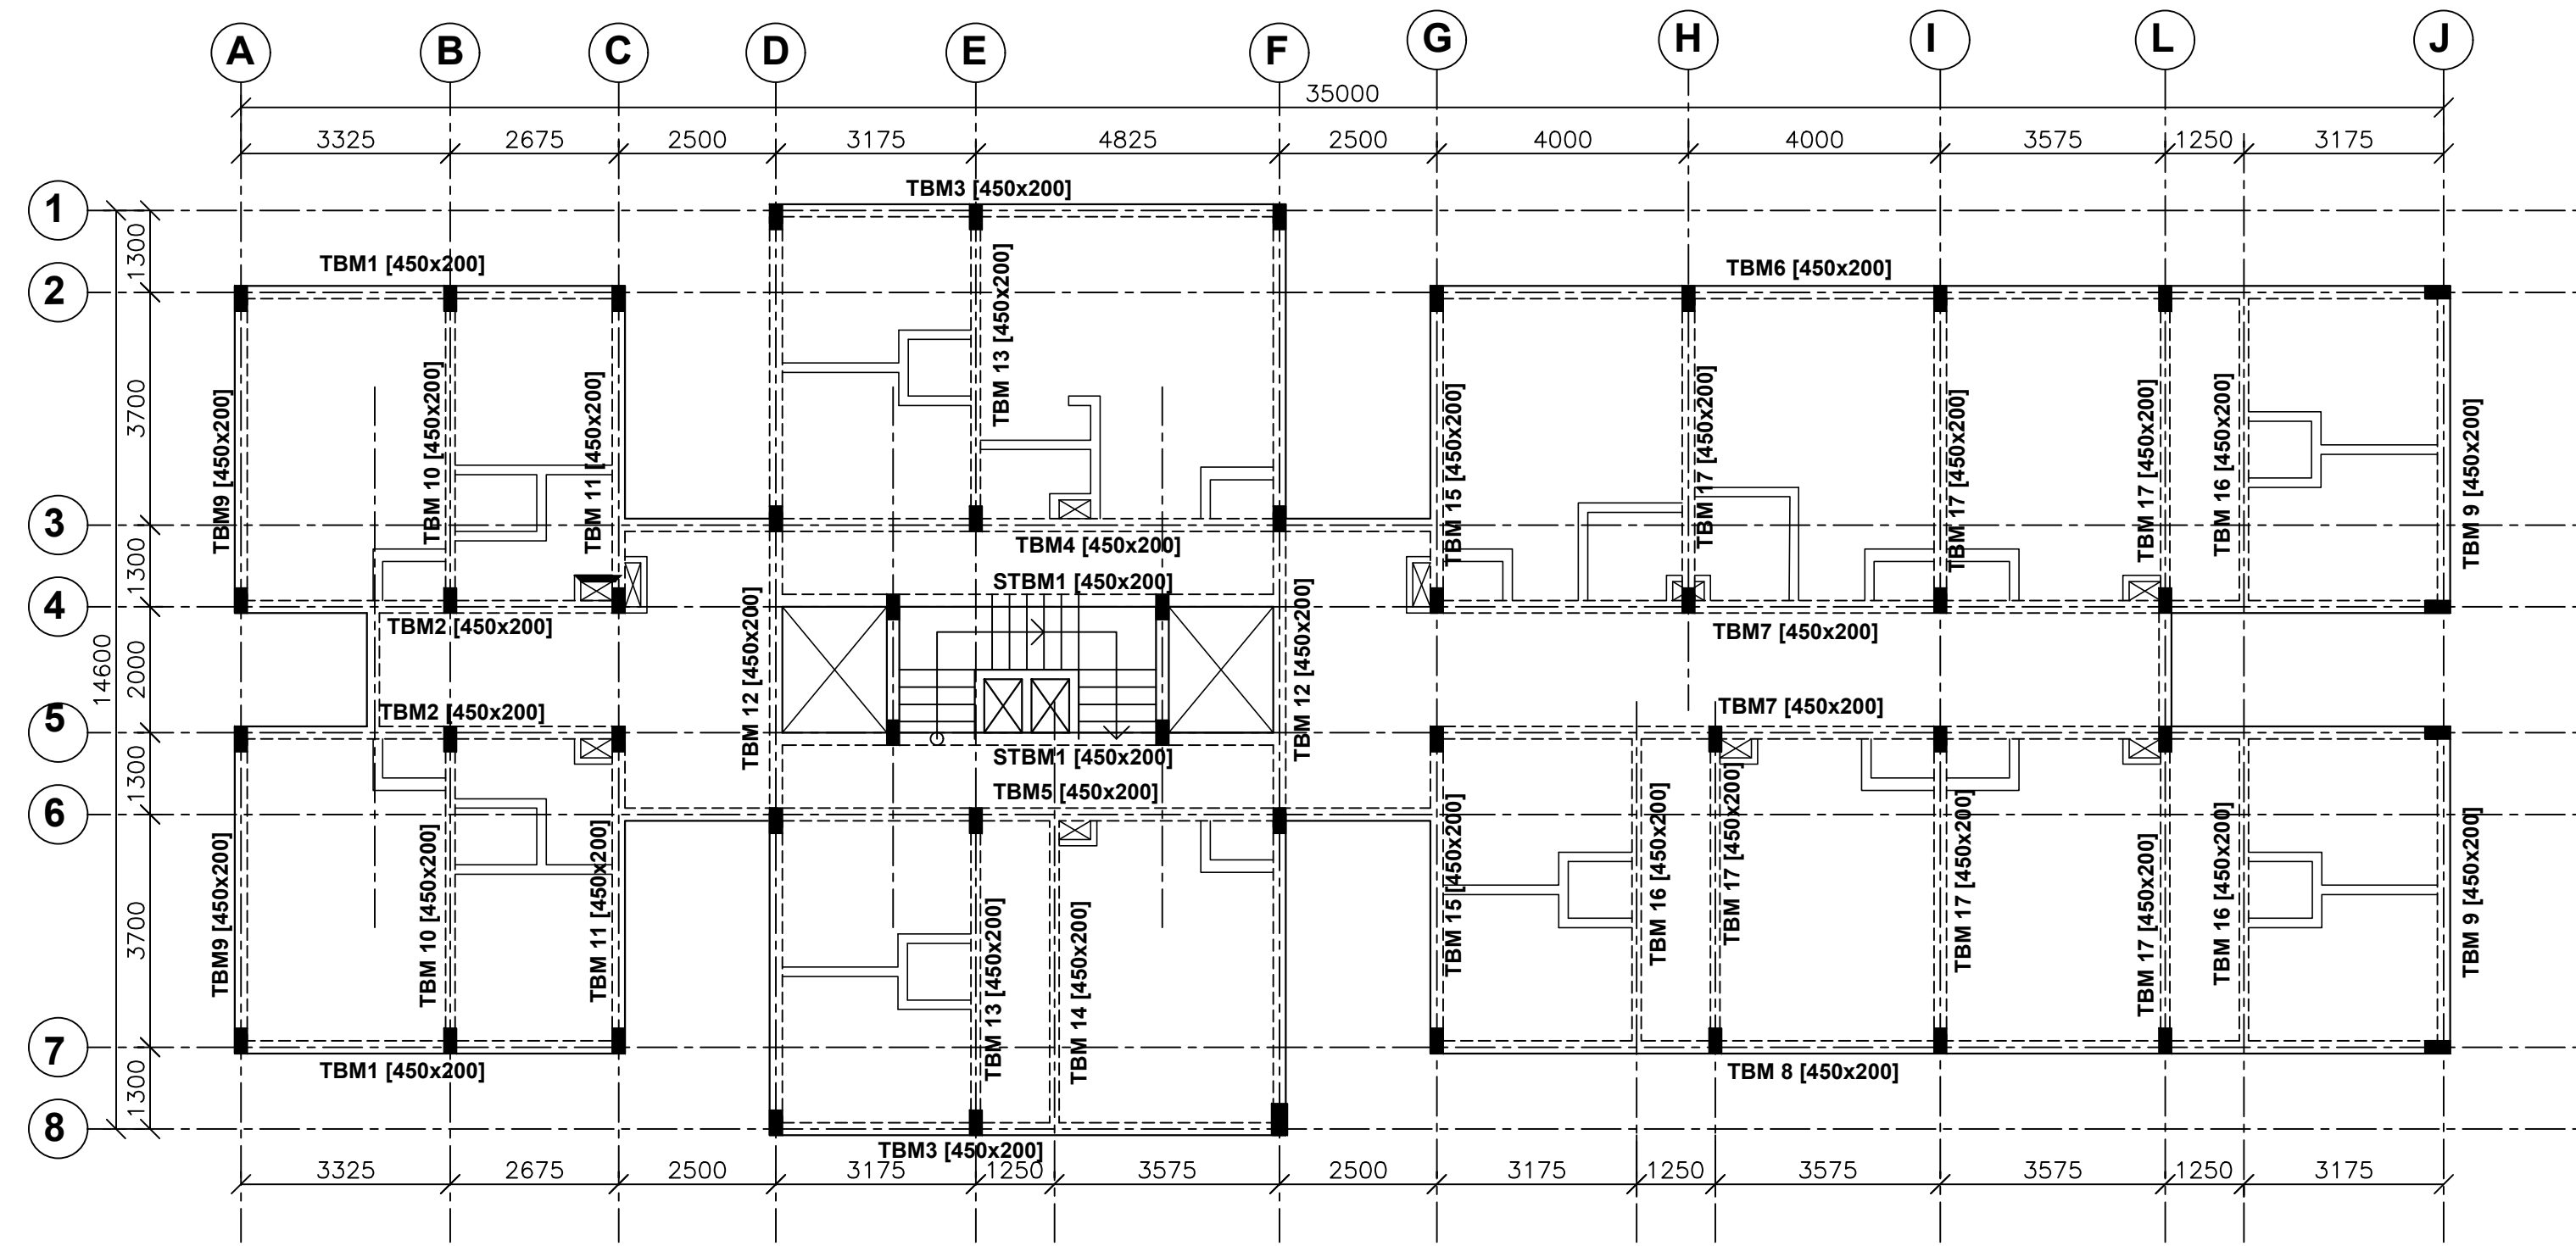 A B C D E F G H I L J
35000
3325 2675 2500 3175 4825 2500 4000 4000 3575 1250 3175
1
2
3
4
5
6
7
8
1300
3700
1300
2000
1300
3700
1300
14600
TBM3 [450x200]
TBM1 [450x200]
TBM6 [450x200]
TBM9 [450x200]
TBM 10 [450x200]
TBM 11 [450x200]
TBM 13 [450x200]
TBM 15 [450x200]
TBM 17 [450x200]
TBM 17 [450x200]
TBM 17 [450x200]
TBM 16 [450x200]
TBM 9 [450x200]
TBM4 [450x200]
STBM1 [450x200]
TBM2 [450x200]
TBM7 [450x200]
TBM 12 [450x200]
TBM 12 [450x200]
TBM2 [450x200]
TBM7 [450x200]
STBM1 [450x200]
TBM5 [450x200]
TBM9 [450x200]
TBM 10 [450x200]
TBM 11 [450x200]
TBM 13 [450x200]
TBM 14 [450x200]
TBM 15 [450x200]
TBM 16 [450x200]
TBM 17 [450x200]
TBM 17 [450x200]
TBM 17 [450x200]
TBM 16 [450x200]
TBM 9 [450x200]
TBM1 [450x200]
TBM 8 [450x200]
TBM3 [450x200]
3325 2675 2500 3175 1250 3575 2500 3175 1250 3575 3575 1250 3175